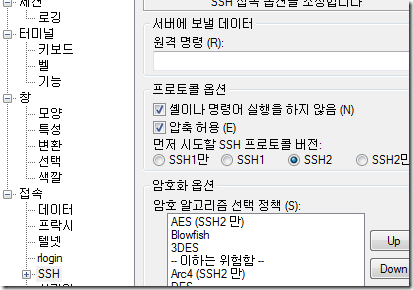 세션
로깅
터미널
키보드
벨
기능
창
모양
특성
변환
선택
색깔
접속
데이터
프락시
텔넷
rlogin
SSH
SSH 접속 옵션을 조정합니다
서버에 보낼 데이터
원격 명령 (R):
프로토콜 옵션
셸이나 명령어 실행을 하지 않음 (N)
압축 허용 (E)
먼저 시도할 SSH 프로토콜 버전:
SSH1만 SSH1 SSH2 SSH2만
암호화 옵션
암호 알고리즘 선택 정책 (S):
AES (SSH2 만)
Blowfish
3DES
-- 이하는 위험함 --
Arc4 (SSH2 만)
DES
Up
Down